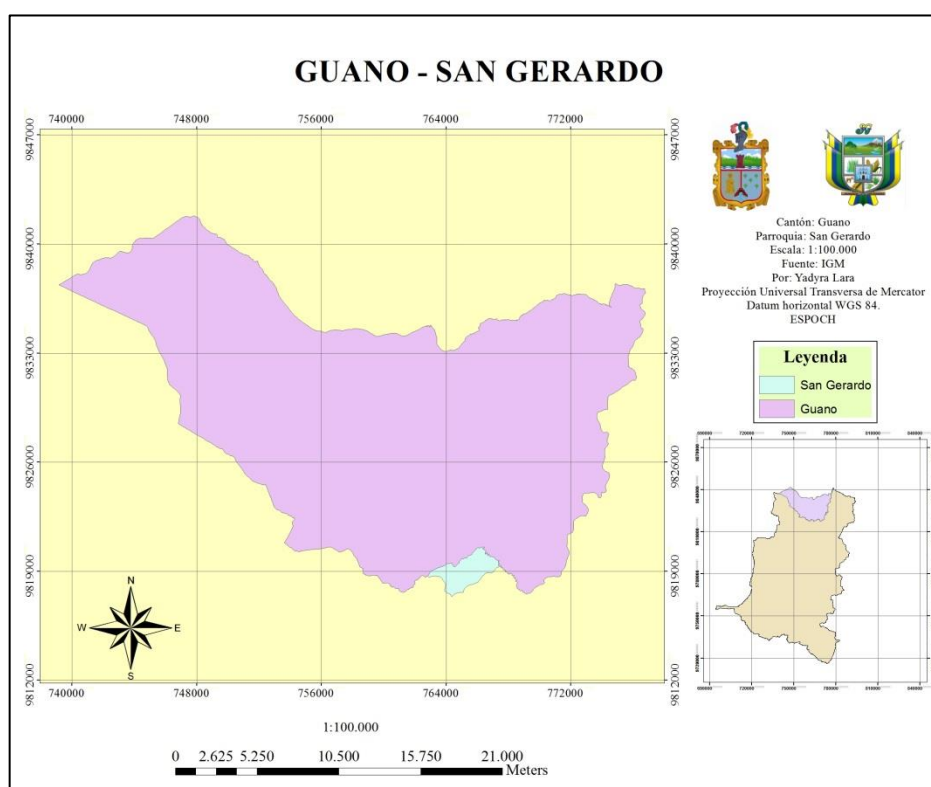 GUANO - SAN GERARDO
740000 748000 756000 764000 772000
9847000 9847000
9840000 9840000
9833000 9833000
9826000 9826000
9819000 9819000
9812000 9812000
740000 748000 756000 764000 772000
N
W E
S
Cantón: Guano
Parroquia: San Gerardo
Escala: 1:100.000
Fuente: IGM
Por: Yadyra Lara
Proyección Universal Transversa de Mercator
Datum horizontal WGS 84.
ESPOCH
Leyenda
San Gerardo
Guano
1:100.000
0 2.625 5.250 10.500 15.750 21.000
Meters